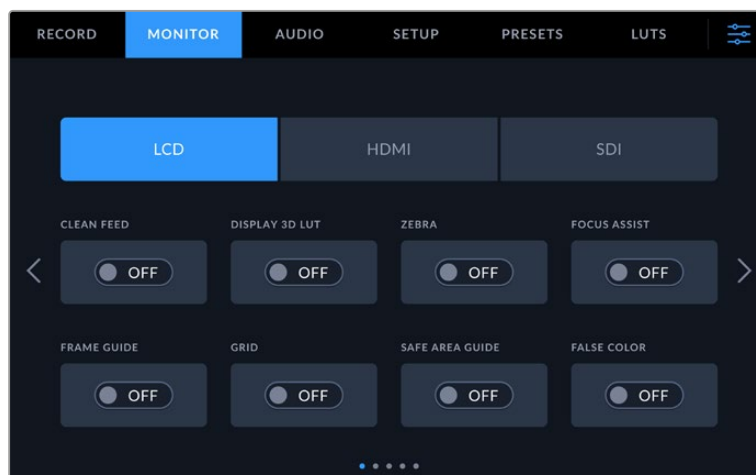 RECORD MONITOR AUDIO SETUP PRESETS LUTS
LCD HDMI SDI
CLEAN FEED DISPLAY 3D LUT ZEBRA FOCUS ASSIST
OFF OFF OFF OFF
FRAME GUIDE GRID SAFE AREA GUIDE FALSE COLOR
OFF OFF OFF OFF